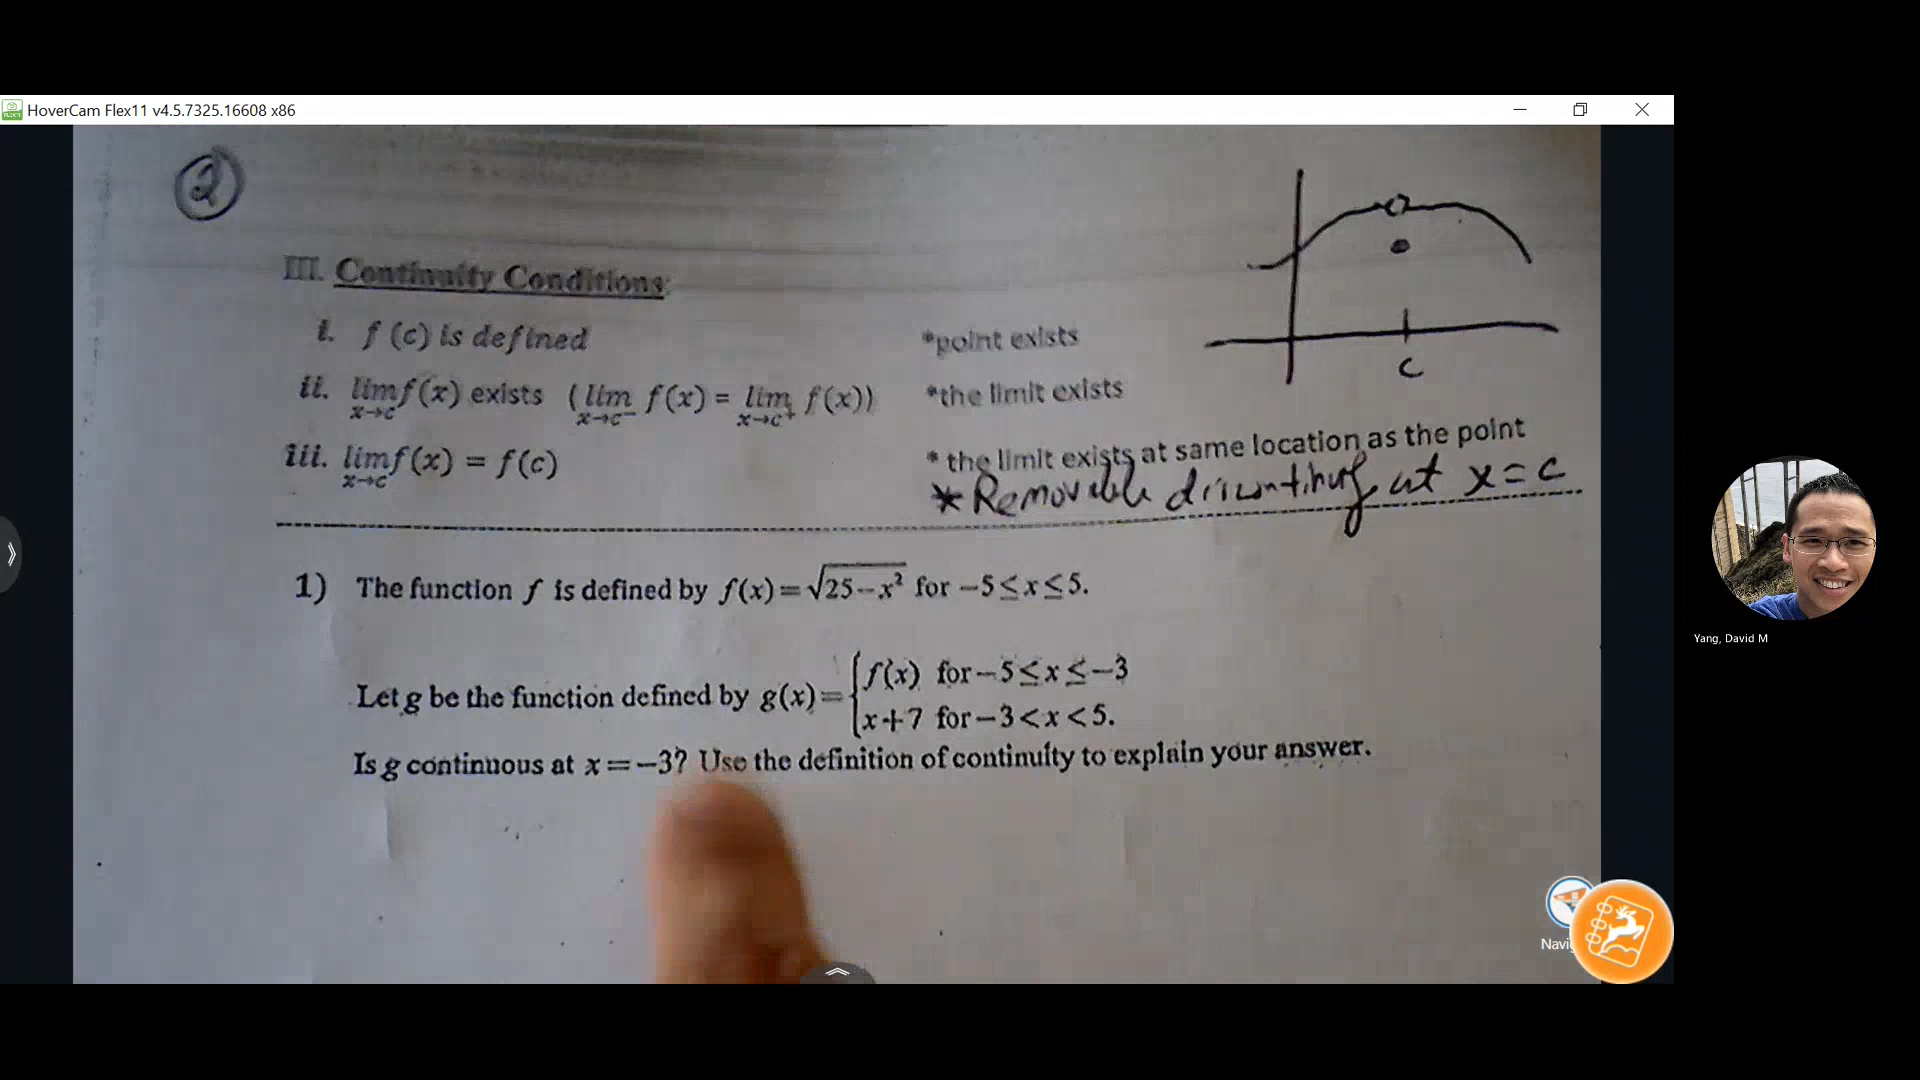 HoverCam Flex11 v4.5.7325.16608 x86
2
III. Continuity Conditions:
i. f(c) is defined *point exists
ii. lim x→c f(x) exists (lim x→c⁻ f(x) = lim x→c⁺ f(x)) *the limit exists
iii. lim x→c f(x) = f(c) * the limit exists at same location as the point
* Removable discontinuity at x = c
c
1) The function f is defined by f(x)=√(25−x²) for −5≤x≤5.
Let g be the function defined by g(x)= { f(x) for −5≤x≤−3
x+7 for −3<x<5.
Is g continuous at x=−3? Use the definition of continuity to explain your answer.
Yang, David M